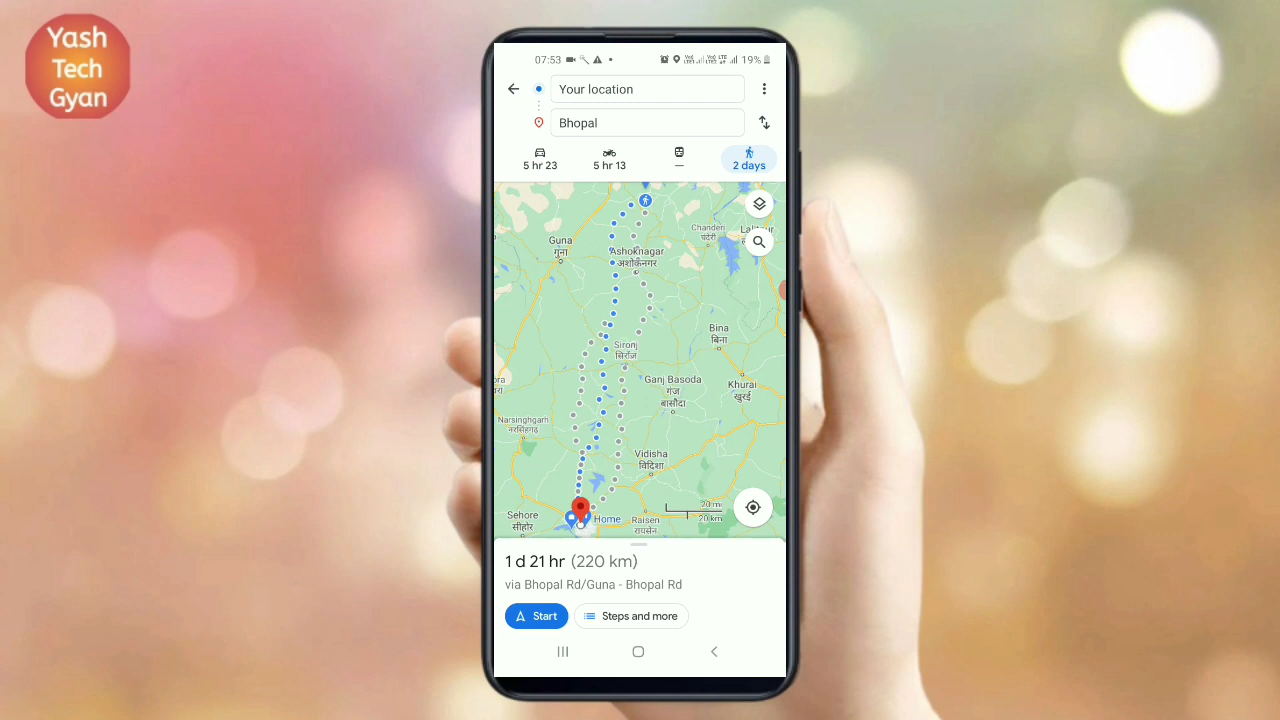 Yash
Tech
Gyan
07:53
19%
Your location
Bhopal
5 hr 23
5 hr 13
—
2 days
Guna
गुना
Chanderi
चंदेरी
Ashoknagar
अशोकनगर
Bina
बिना
Sironj
सिरोंज
Ganj Basoda
गंज
बासौदा
Khurai
खुरई
Narsinghgarh
नरसिंहगढ़
Vidisha
विदिशा
20 mi
20 km
Sehore
सीहोर
Home
Raisen
रायसेन
1 d 21 hr (220 km)
via Bhopal Rd/Guna - Bhopal Rd
Start
Steps and more